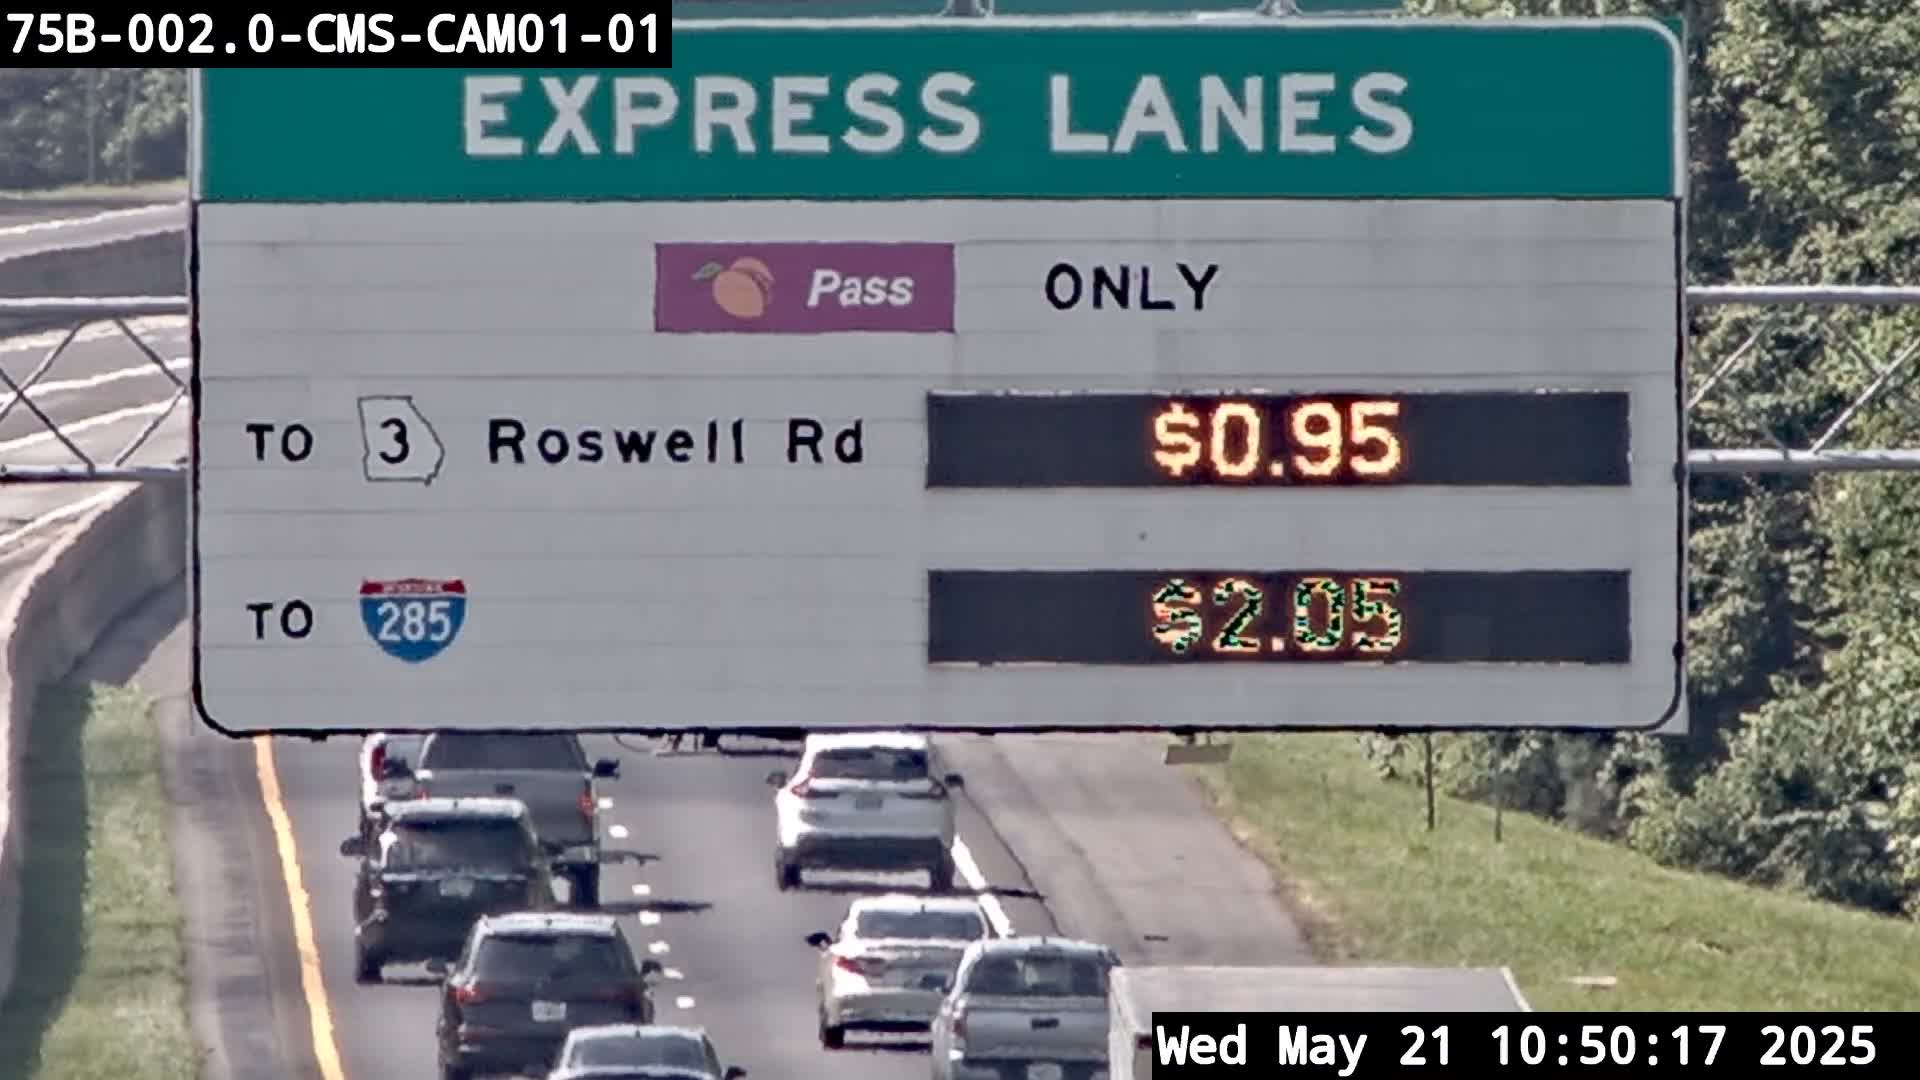 75B-002.0-CMS-CAM01-01
EXPRESS LANES
Pass ONLY
TO 3 Roswell Rd $0.95
TO 285 $2.05
Wed May 21 10:50:17 2025